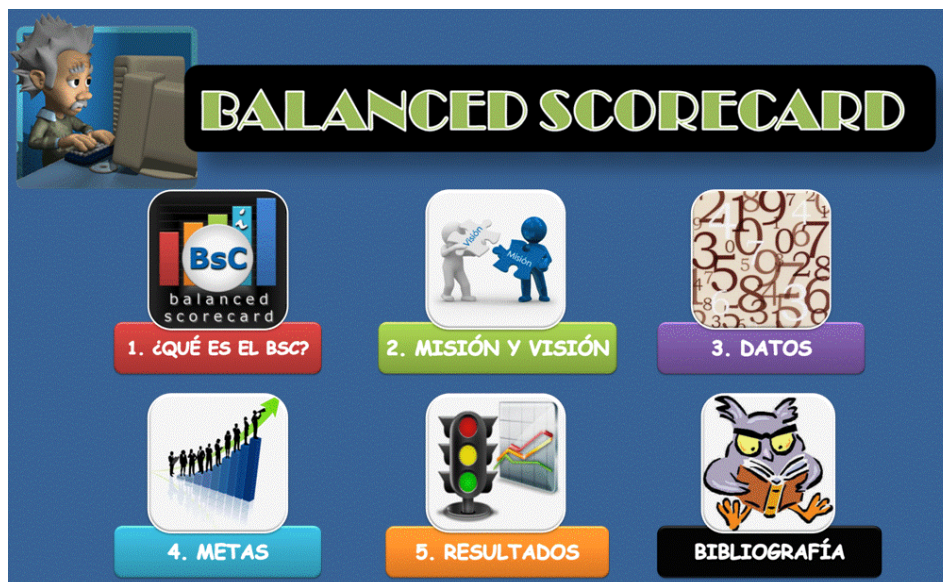 BALANCED SCORECARD
i
BSC
balanced
scorecard
Visión
Misión
1. ¿QUÉ ES EL BSC?
2. MISIÓN Y VISIÓN
3. DATOS
4. METAS
5. RESULTADOS
BIBLIOGRAFÍA